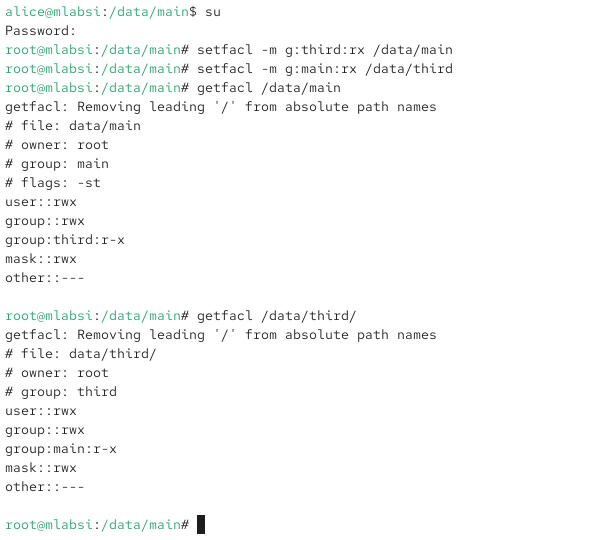 alice@mlabsi:/data/main$ su
Password:
root@mlabsi:/data/main# setfacl -m g:third:rx /data/main
root@mlabsi:/data/main# setfacl -m g:main:rx /data/third
root@mlabsi:/data/main# getfacl /data/main
getfacl: Removing leading '/' from absolute path names
# file: data/main
# owner: root
# group: main
# flags: -st
user::rwx
group::rwx
group:third:r-x
mask::rwx
other::---
root@mlabsi:/data/main# getfacl /data/third/
getfacl: Removing leading '/' from absolute path names
# file: data/third/
# owner: root
# group: third
user::rwx
group::rwx
group:main:r-x
mask::rwx
other::---
root@mlabsi:/data/main#